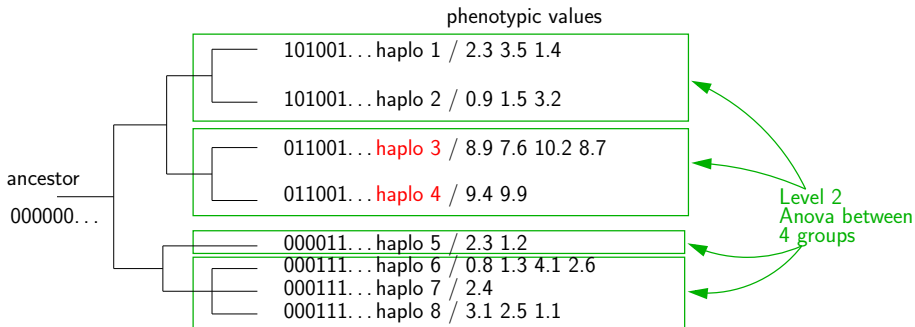 phenotypic values
101001...haplo 1 / 2.3 3.5 1.4
101001...haplo 2 / 0.9 1.5 3.2
011001...haplo 3 / 8.9 7.6 10.2 8.7
ancestor
011001...haplo 4 / 9.4 9.9
000000...
Level 2
Anova between
4 groups
000011...haplo 5 / 2.3 1.2
000111...haplo 6 / 0.8 1.3 4.1 2.6
000111...haplo 7 / 2.4
000111...haplo 8 / 3.1 2.5 1.1